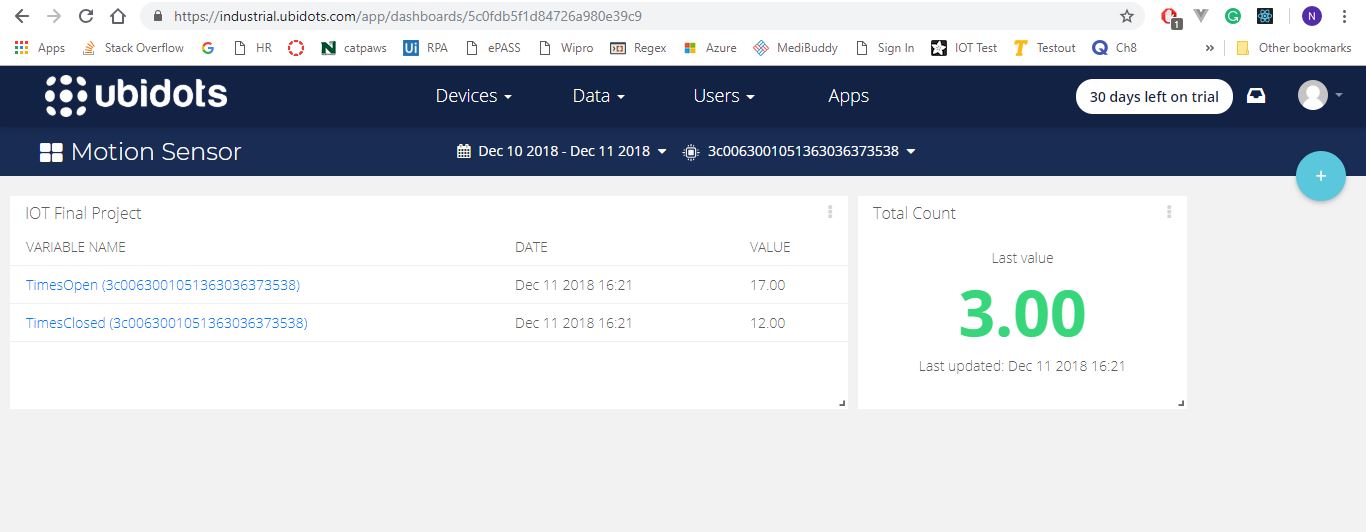 https://industrial.ubidots.com/app/dashboards/5c0fdb5f1d84726a980e39c9
1
N
Apps Stack Overflow HR catpaws Ui RPA ePASS Wipro Regex Azure MediBuddy Sign In IOT Test Testout Ch8 » Other bookmarks
ubidots Devices Data Users Apps 30 days left on trial
Motion Sensor Dec 10 2018 - Dec 11 2018 3c0063001051363036373538
+
IOT Final Project
VARIABLE NAME DATE VALUE
TimesOpen (3c0063001051363036373538) Dec 11 2018 16:21 17.00
TimesClosed (3c0063001051363036373538) Dec 11 2018 16:21 12.00
Total Count
Last value
3.00
Last updated: Dec 11 2018 16:21